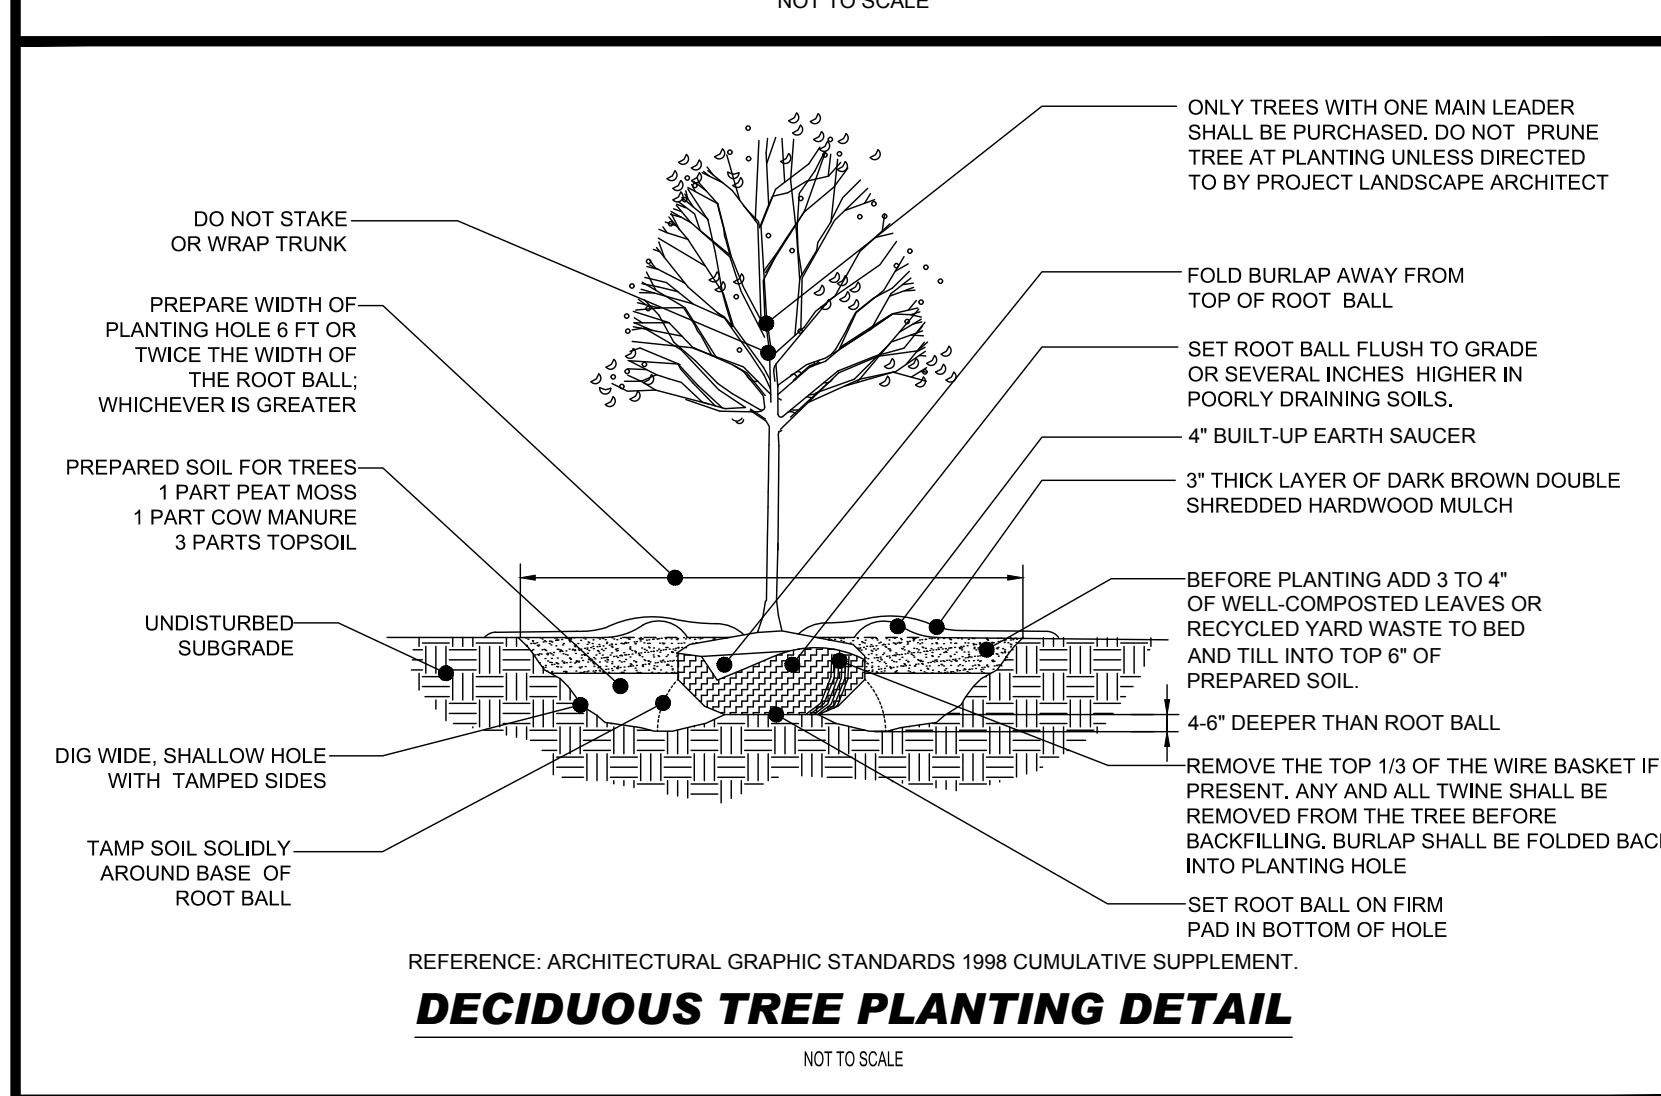 NOT TO SCALE
DO NOT STAKE
OR WRAP TRUNK
PREPARE WIDTH OF
PLANTING HOLE 6 FT OR
TWICE THE WIDTH OF
THE ROOT BALL;
WHICHEVER IS GREATER
PREPARED SOIL FOR TREES
1 PART PEAT MOSS
1 PART COW MANURE
3 PARTS TOPSOIL
UNDISTURBED
SUBGRADE
DIG WIDE, SHALLOW HOLE
WITH TAMPED SIDES
TAMP SOIL SOLIDLY
AROUND BASE OF
ROOT BALL
ONLY TREES WITH ONE MAIN LEADER
SHALL BE PURCHASED. DO NOT PRUNE
TREE AT PLANTING UNLESS DIRECTED
TO BY PROJECT LANDSCAPE ARCHITECT
FOLD BURLAP AWAY FROM
TOP OF ROOT BALL
SET ROOT BALL FLUSH TO GRADE
OR SEVERAL INCHES HIGHER IN
POORLY DRAINING SOILS.
4" BUILT-UP EARTH SAUCER
3" THICK LAYER OF DARK BROWN DOUBLE
SHREDDED HARDWOOD MULCH
BEFORE PLANTING ADD 3 TO 4"
OF WELL-COMPOSTED LEAVES OR
RECYCLED YARD WASTE TO BED
AND TILL INTO TOP 6" OF
PREPARED SOIL.
4-6" DEEPER THAN ROOT BALL
REMOVE THE TOP 1/3 OF THE WIRE BASKET IF
PRESENT. ANY AND ALL TWINE SHALL BE
REMOVED FROM THE TREE BEFORE
BACKFILLING. BURLAP SHALL BE FOLDED BACK
INTO PLANTING HOLE
SET ROOT BALL ON FIRM
PAD IN BOTTOM OF HOLE
REFERENCE: ARCHITECTURAL GRAPHIC STANDARDS 1998 CUMULATIVE SUPPLEMENT.
DECIDUOUS TREE PLANTING DETAIL
NOT TO SCALE